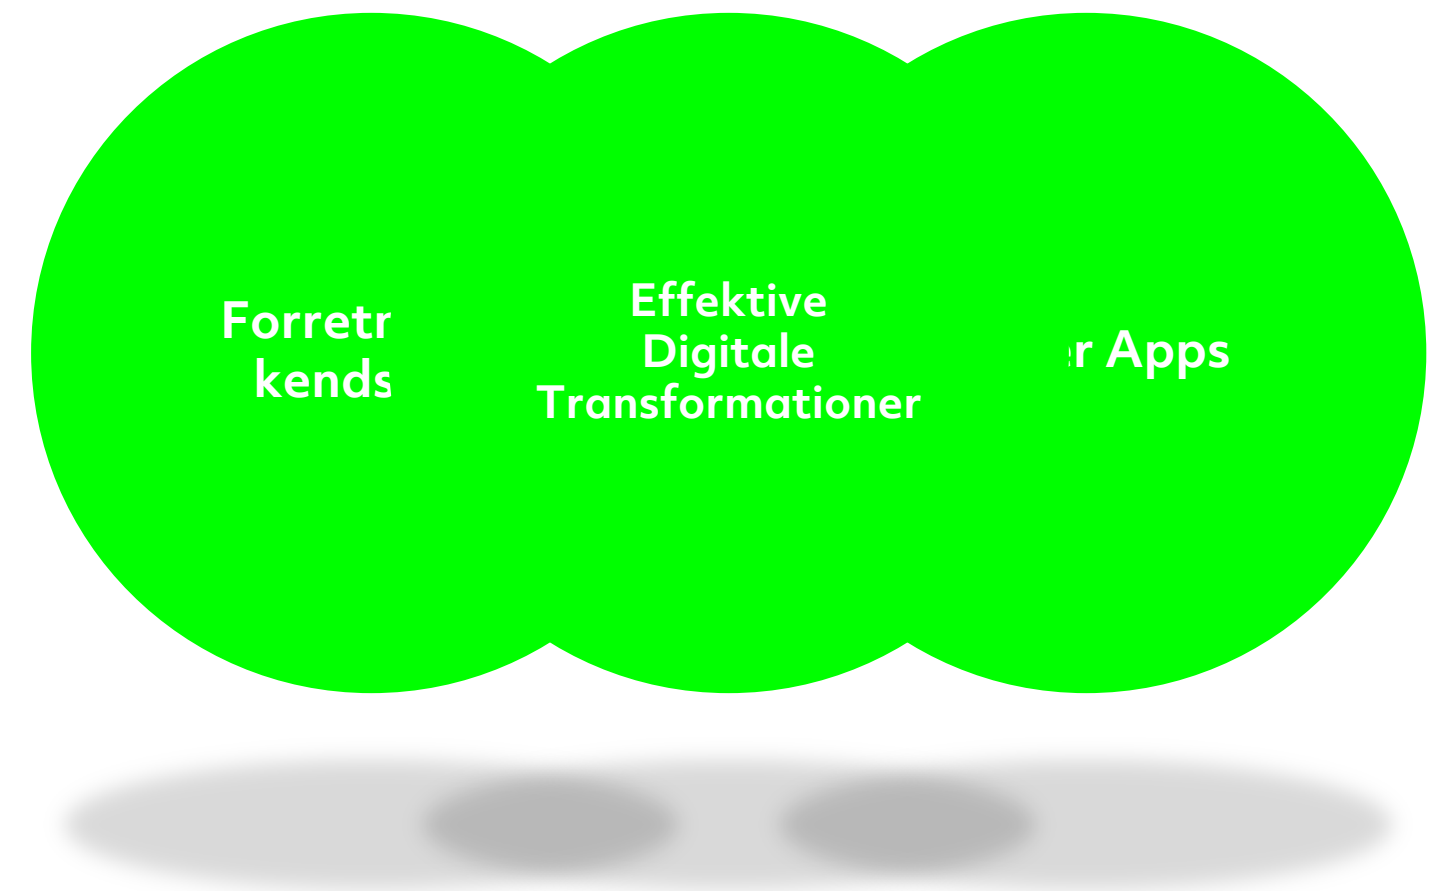 Forretr
kends
Effektive
Digitale
Transformationer
r Apps